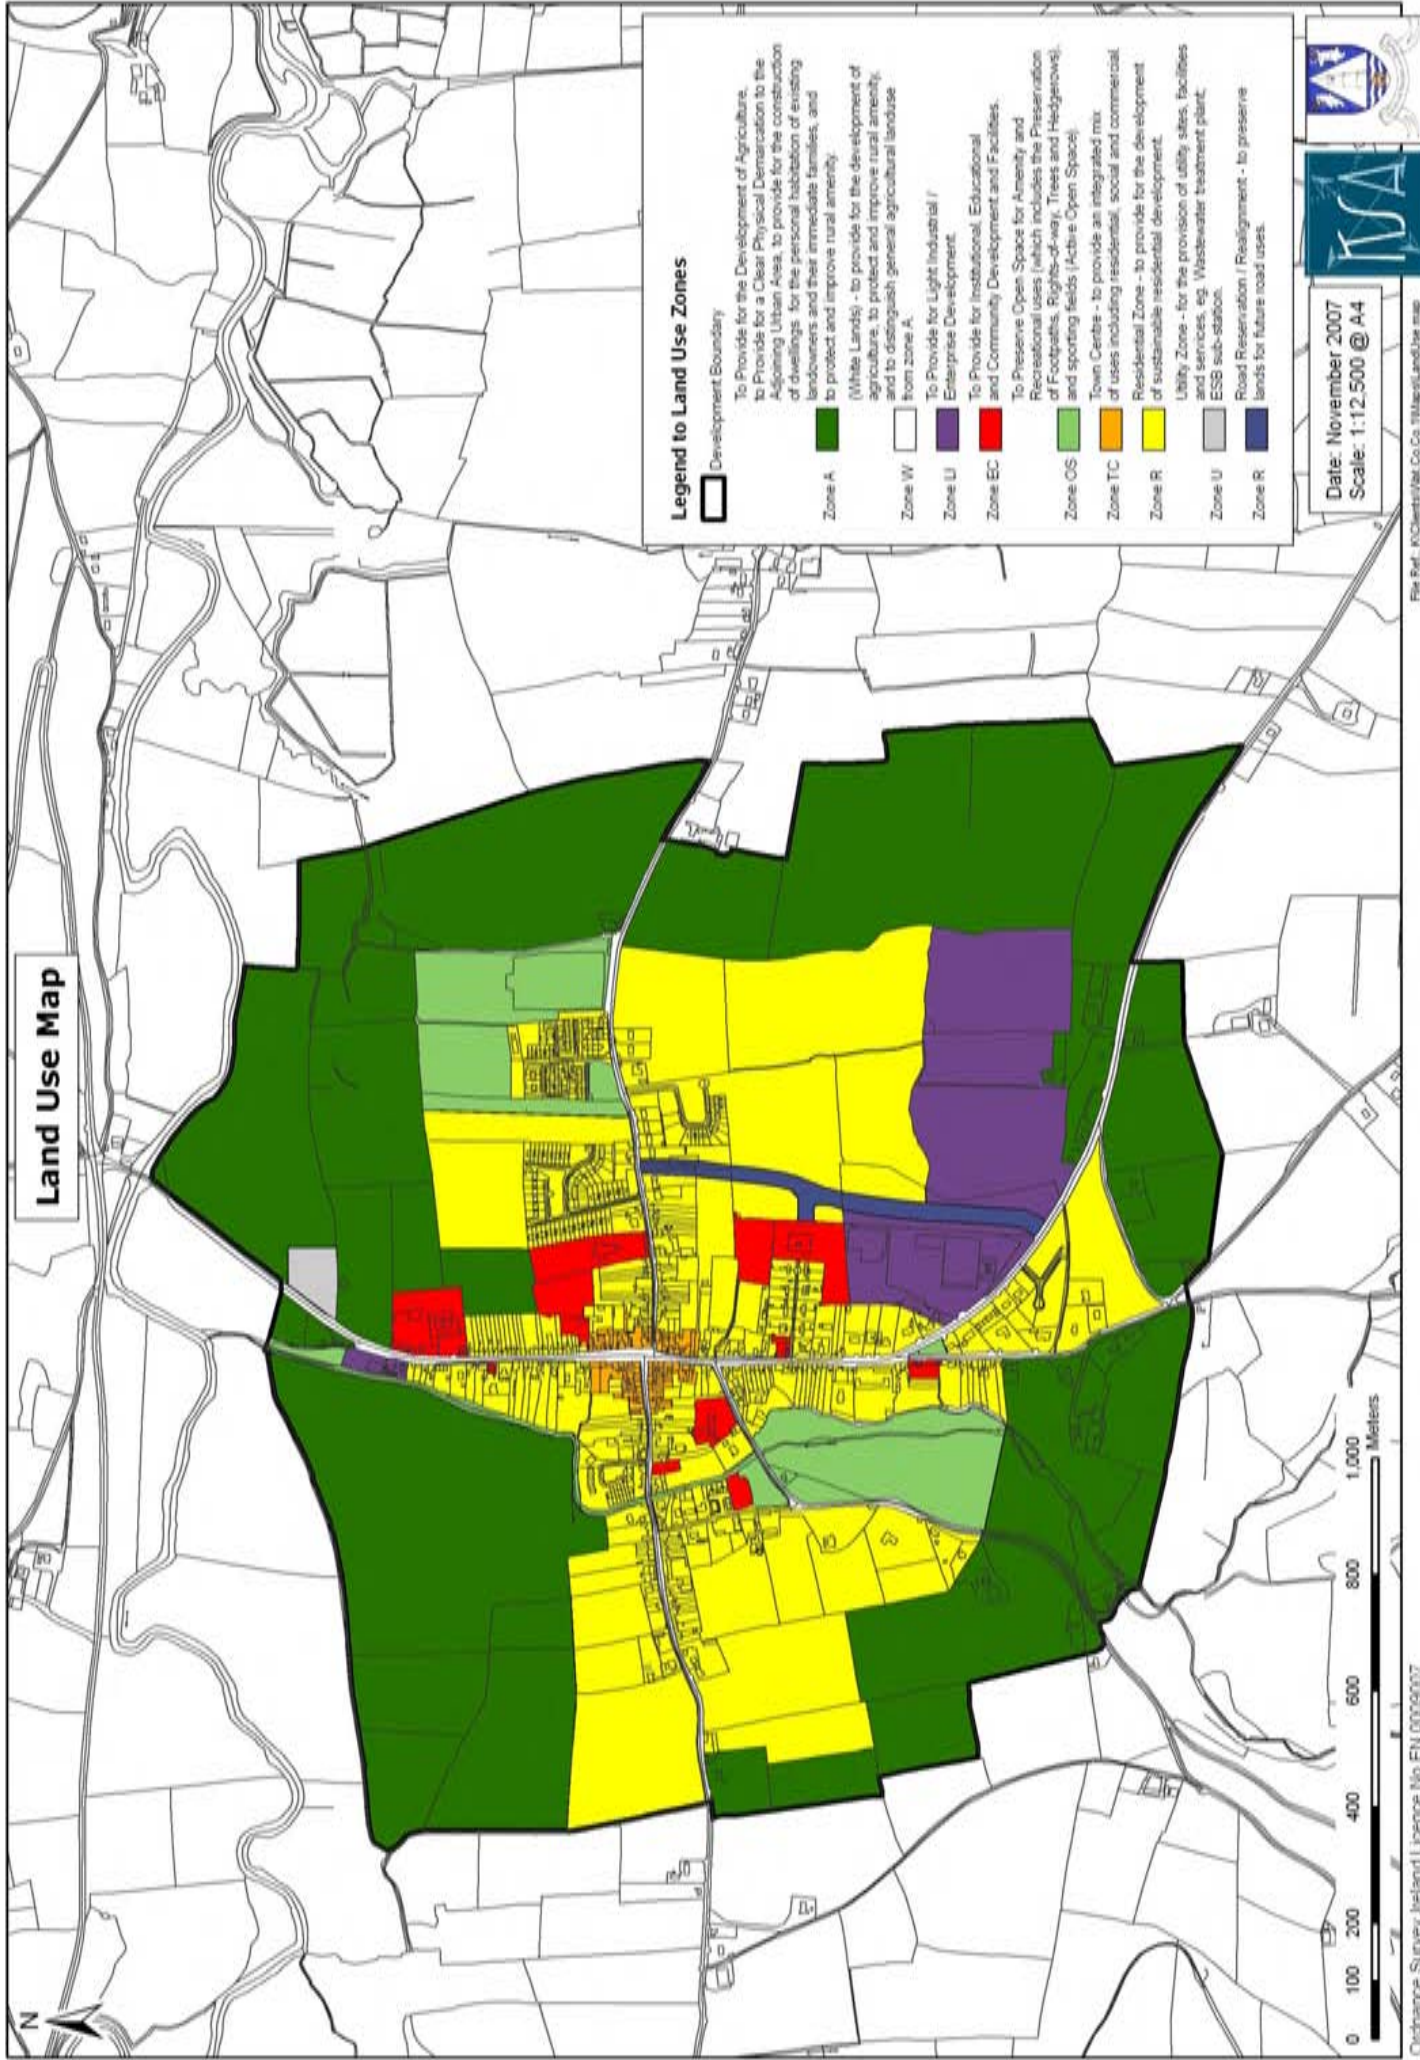 Land Use Map
N
Legend to Land Use Zones
Development Boundary
To Provide for the Development of Agriculture,
to Provide for a Clear Physical Demarcation to the
Adjoining Urban Area, to provide for the construction
of dwellings for the personal habitation of existing
landowners and their immediate families, and
Zone A to protect and improve rural amenity.
(White Lands) - to provide for the development of
agriculture, to protect and improve rural amenity,
and to distinguish general agricultural landuse
Zone W from zone A.
To Provide for Light Industrial /
Zone LI Enterprise Development.
To Provide for Institutional, Educational
Zone EC and Community Development and Facilities.
To Preserve Open Space for Amenity and
Recreational uses (which includes the Preservation
of Footpaths, Rights-of-way, Trees and Hedgerows).
Zone OS and sporting fields (Active Open Space).
Town Centre - to provide an integrated mix
Zone TC of uses including residential, social and commercial.
Residential Zone - to provide for the development
Zone R of sustainable residential development.
Utility Zone - for the provision of utility sites, facilities
and services, eg. Wastewater treatment plant;
Zone U ESB sub-station.
Road Reservation / Realignment - to preserve
Zone R lands for future road uses.
Date: November 2007
Scale: 1:12,500 @ A4
0 100 200 400 600 800 1,000
Meters
Ordnance Survey Ireland Licence No EN 0009007
File Ref.